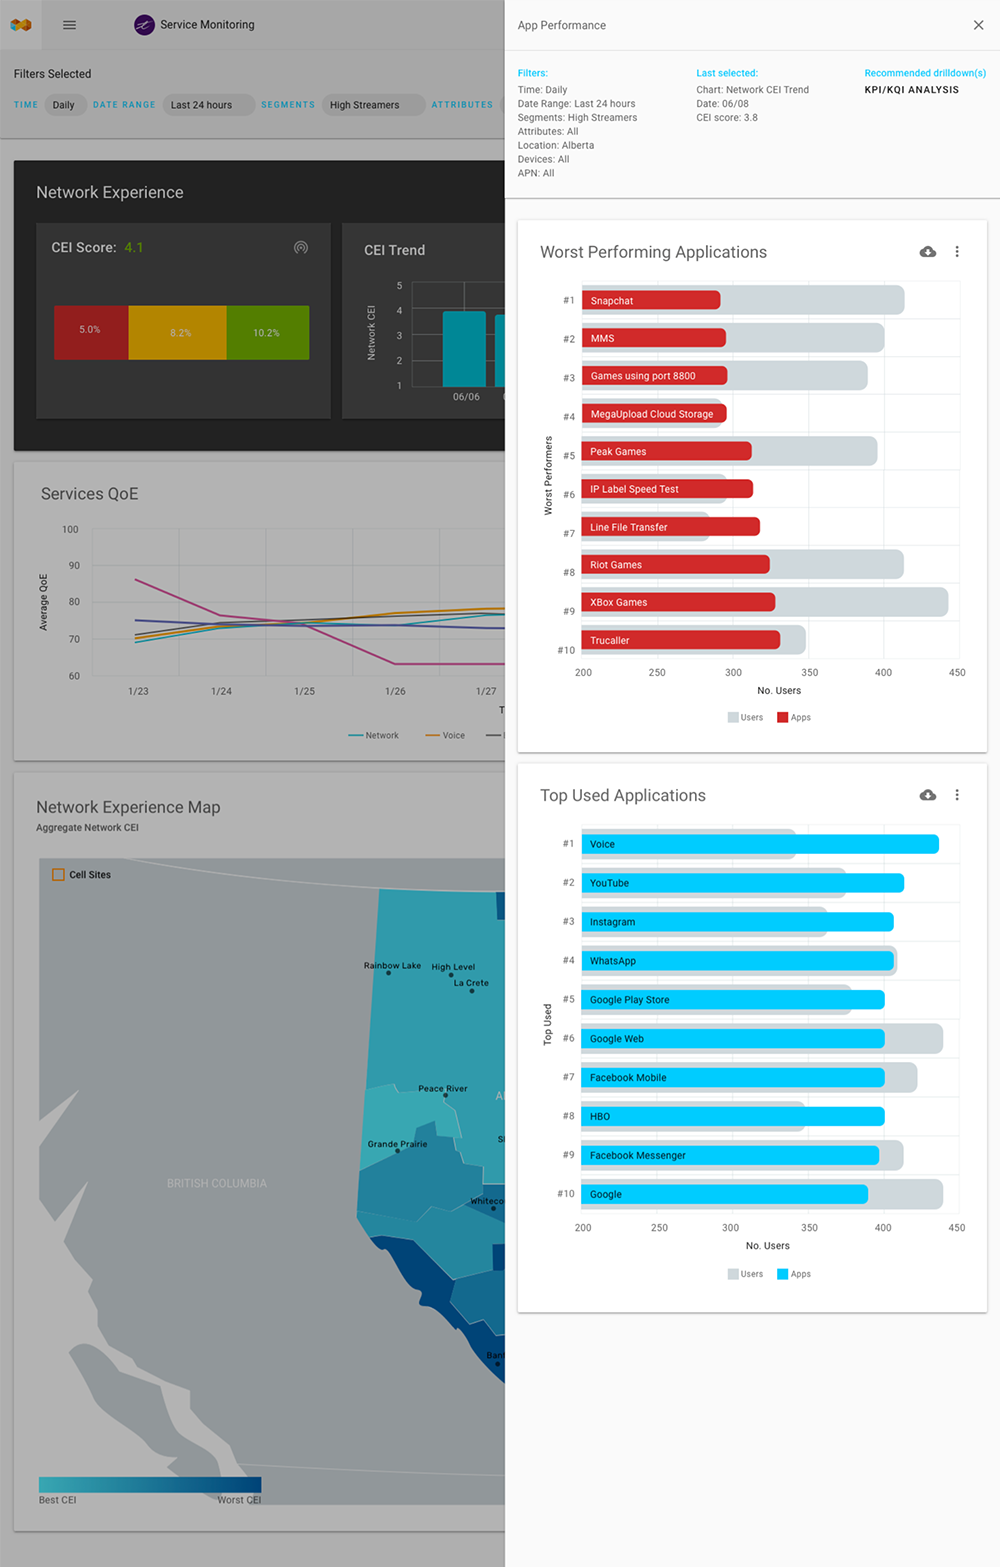 Service Monitoring
Filters Selected
TIME Daily DATE RANGE Last 24 hours SEGMENTS High Streamers ATTRIBUTES
Network Experience
CEI Score: 4.1
5.0% 8.2% 10.2%
CEI Trend
Network CEI
5
4
3
2
1
06/06
Services QoE
Average QoE
100
90
80
70
60
1/23 1/24 1/25 1/26 1/27
Network Voice
Network Experience Map
Aggregate Network CEI
Cell Sites
Rainbow Lake
High Level
La Crete
Peace River
Grande Prairie
BRITISH COLUMBIA
Best CEI Worst CEI
App Performance
Filters:
Time: Daily
Date Range: Last 24 hours
Segments: High Streamers
Attributes: All
Location: Alberta
Devices: All
APN: All
Last selected:
Chart: Network CEI Trend
Date: 06/08
CEI score: 3.8
Recommended drilldown(s)
KPI/KQI ANALYSIS
Worst Performing Applications
Worst Performers
#1 Snapchat
#2 MMS
#3 Games using port 8800
#4 MegaUpload Cloud Storage
#5 Peak Games
#6 IP Label Speed Test
#7 Line File Transfer
#8 Riot Games
#9 XBox Games
#10 Trucaller
200 250 300 350 400 450
No. Users
Users Apps
Top Used Applications
Top Used
#1 Voice
#2 YouTube
#3 Instagram
#4 WhatsApp
#5 Google Play Store
#6 Google Web
#7 Facebook Mobile
#8 HBO
#9 Facebook Messenger
#10 Google
200 250 300 350 400 450
No. Users
Users Apps